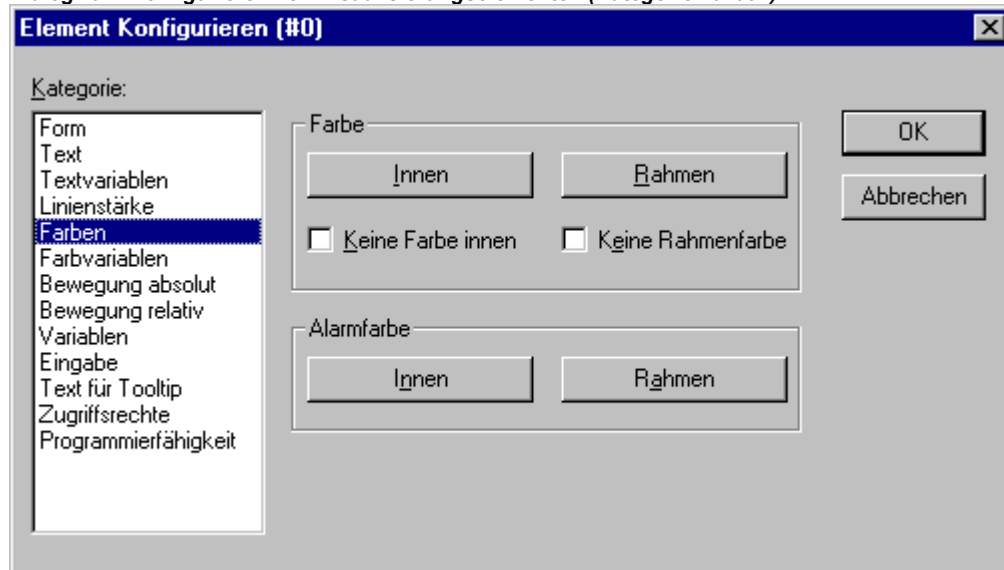 Element Konfigurieren (#0)
Kategorie:
Form
Text
Textvariablen
Linienstärke
Farben
Farbvariablen
Bewegung absolut
Bewegung relativ
Variablen
Eingabe
Text für Tooltip
Zugriffsrechte
Programmierfähigkeit
Farbe
Innen
Rahmen
Keine Farbe innen
Keine Rahmenfarbe
Alarmfarbe
Innen
Rahmen
OK
Abbrechen